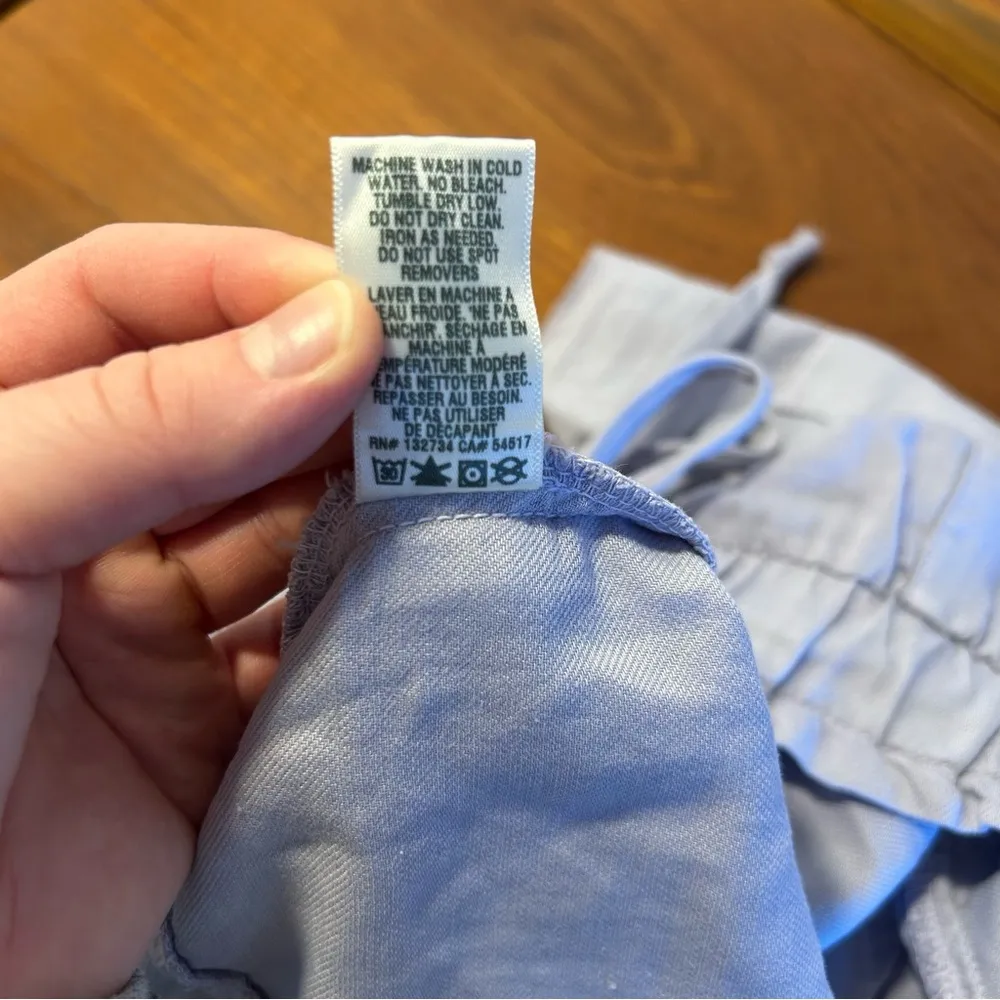 MACHINE WASH IN COLD
WATER. NO BLEACH.
TUMBLE DRY LOW.
DO NOT DRY CLEAN.
IRON AS NEEDED.
DO NOT USE SPOT
REMOVERS
LAVER EN MACHINE A
EAU FROIDE. NE PAS
ANCHIR. SÉCHAGE EN
MACHINE À
EMPÉRATURE MODÉRÉ
E PAS NETTOYER À SEC.
REPASSER AU BESOIN.
NE PAS UTILISER
DE DÉCAPANT
RN# 132734 CA# 54517
30